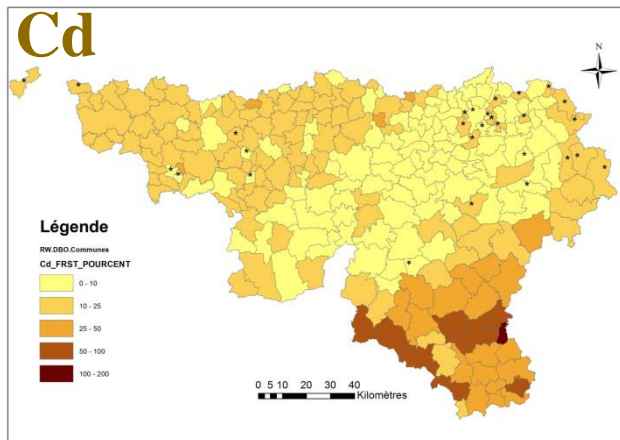 Cd
N
Légende
RW.DBO.Communes
Cd_FRST_POURCENT
0 - 10
10 - 25
25 - 50
50 - 100
100 - 200
0 5 10 20 30 40
Kilomètres